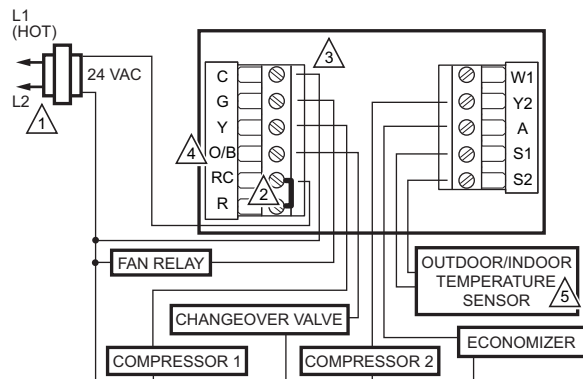 L1
(HOT)
24 VAC
L2
1
3
C
G
Y
4
O/B
RC
2
R
W1
Y2
A
S1
S2
FAN RELAY
OUTDOOR/INDOOR
TEMPERATURE
SENSOR
5
CHANGEOVER VALVE
ECONOMIZER
COMPRESSOR 1
COMPRESSOR 2